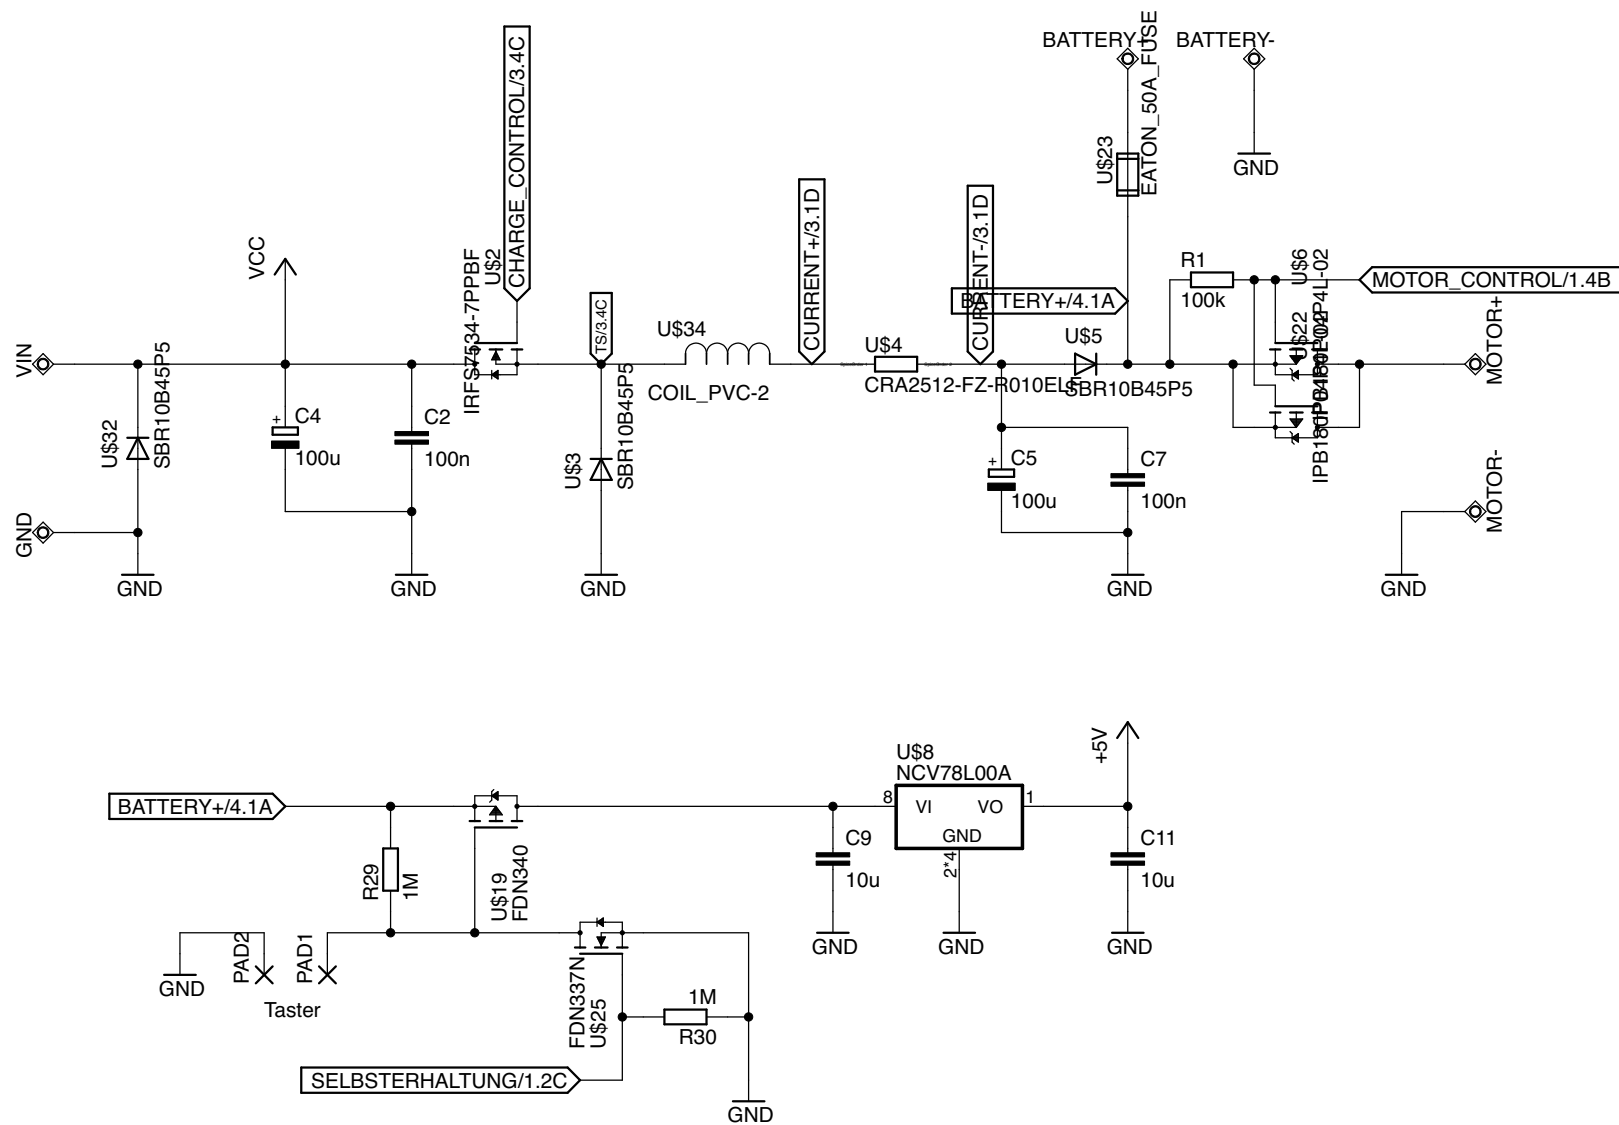 BATTERY+
BATTERY-
EATON_50A_FUSE
U$23
GND
CHARGE_CONTROL/3.4C
U$2
IRFS7534-7PPBF
VCC
TS/3.4C
CURRENT+/3.1D
CURRENT-/3.1D
BATTERY+/4.1A
R1
100k
U$6
U$22
MOTOR_CONTROL/1.4B
VIN
U$34
COIL_PVC-2
U$4
CRA2512-FZ-R010ELF
U$5
SBR10B45P5
MOTOR+
U$32
SBR10B45P5
C4
+
100u
C2
100n
U$3
SBR10B45P5
C5
+
100u
C7
100n
MOTOR-
GND
GND
GND
GND
GND
GND
BATTERY+/4.1A
U$8
NCV78L00A
8
VI
VO
1
GND
2*4
+5V
R29
1M
U$19
FDN340
C9
10u
C11
10u
GND
GND
GND
GND
PAD2
PAD1
Taster
FDN337N
U$25
1M
R30
SELBSTERHALTUNG/1.2C
GND